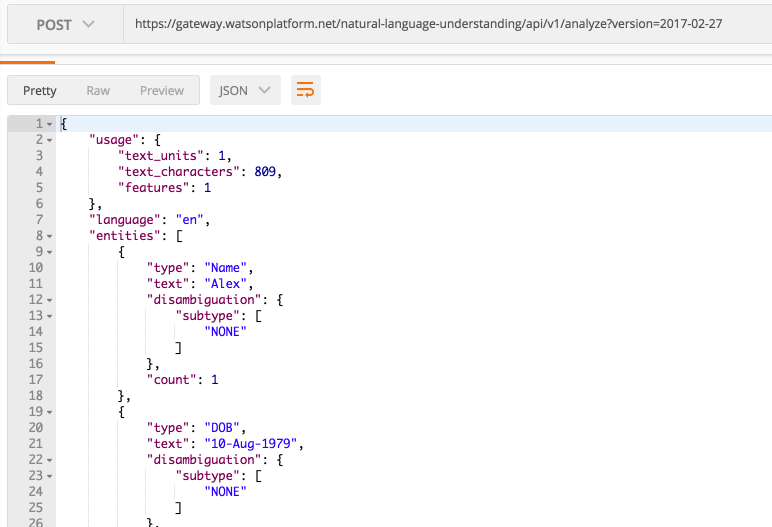 POST https://gateway.watsonplatform.net/natural-language-understanding/api/v1/analyze?version=2017-02-27
Pretty Raw Preview JSON
1 {
2 "usage": {
3 "text_units": 1,
4 "text_characters": 809,
5 "features": 1
6 },
7 "language": "en",
8 "entities": [
9 {
10 "type": "Name",
11 "text": "Alex",
12 "disambiguation": {
13 "subtype": [
14 "NONE"
15 ]
16 },
17 "count": 1
18 },
19 {
20 "type": "DOB",
21 "text": "10-Aug-1979",
22 "disambiguation": {
23 "subtype": [
24 "NONE"
25 ]
26 },